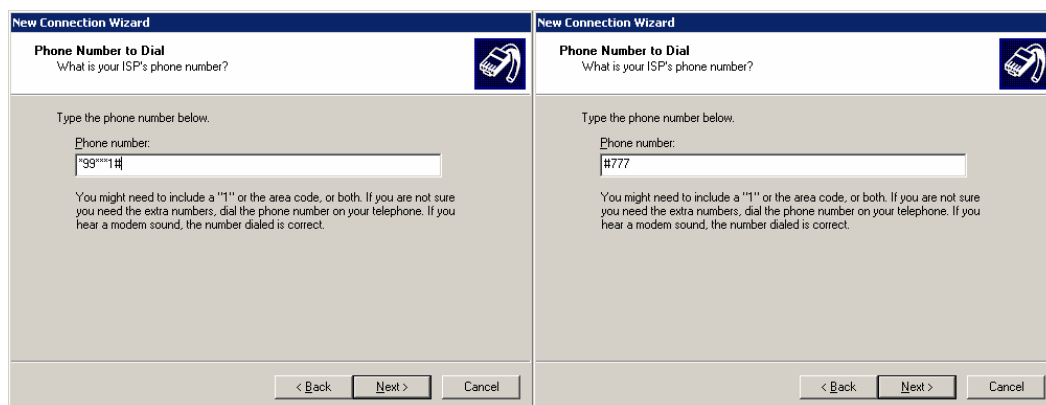 New Connection Wizard
Phone Number to Dial
What is your ISP's phone number?
Type the phone number below.
Phone number:
*99***1#
You might need to include a "1" or the area code, or both. If you are not sure
you need the extra numbers, dial the phone number on your telephone. If you
hear a modem sound, the number dialed is correct.
< Back
Next >
Cancel
New Connection Wizard
Phone Number to Dial
What is your ISP's phone number?
Type the phone number below.
Phone number:
#777
You might need to include a "1" or the area code, or both. If you are not sure
you need the extra numbers, dial the phone number on your telephone. If you
hear a modem sound, the number dialed is correct.
< Back
Next >
Cancel